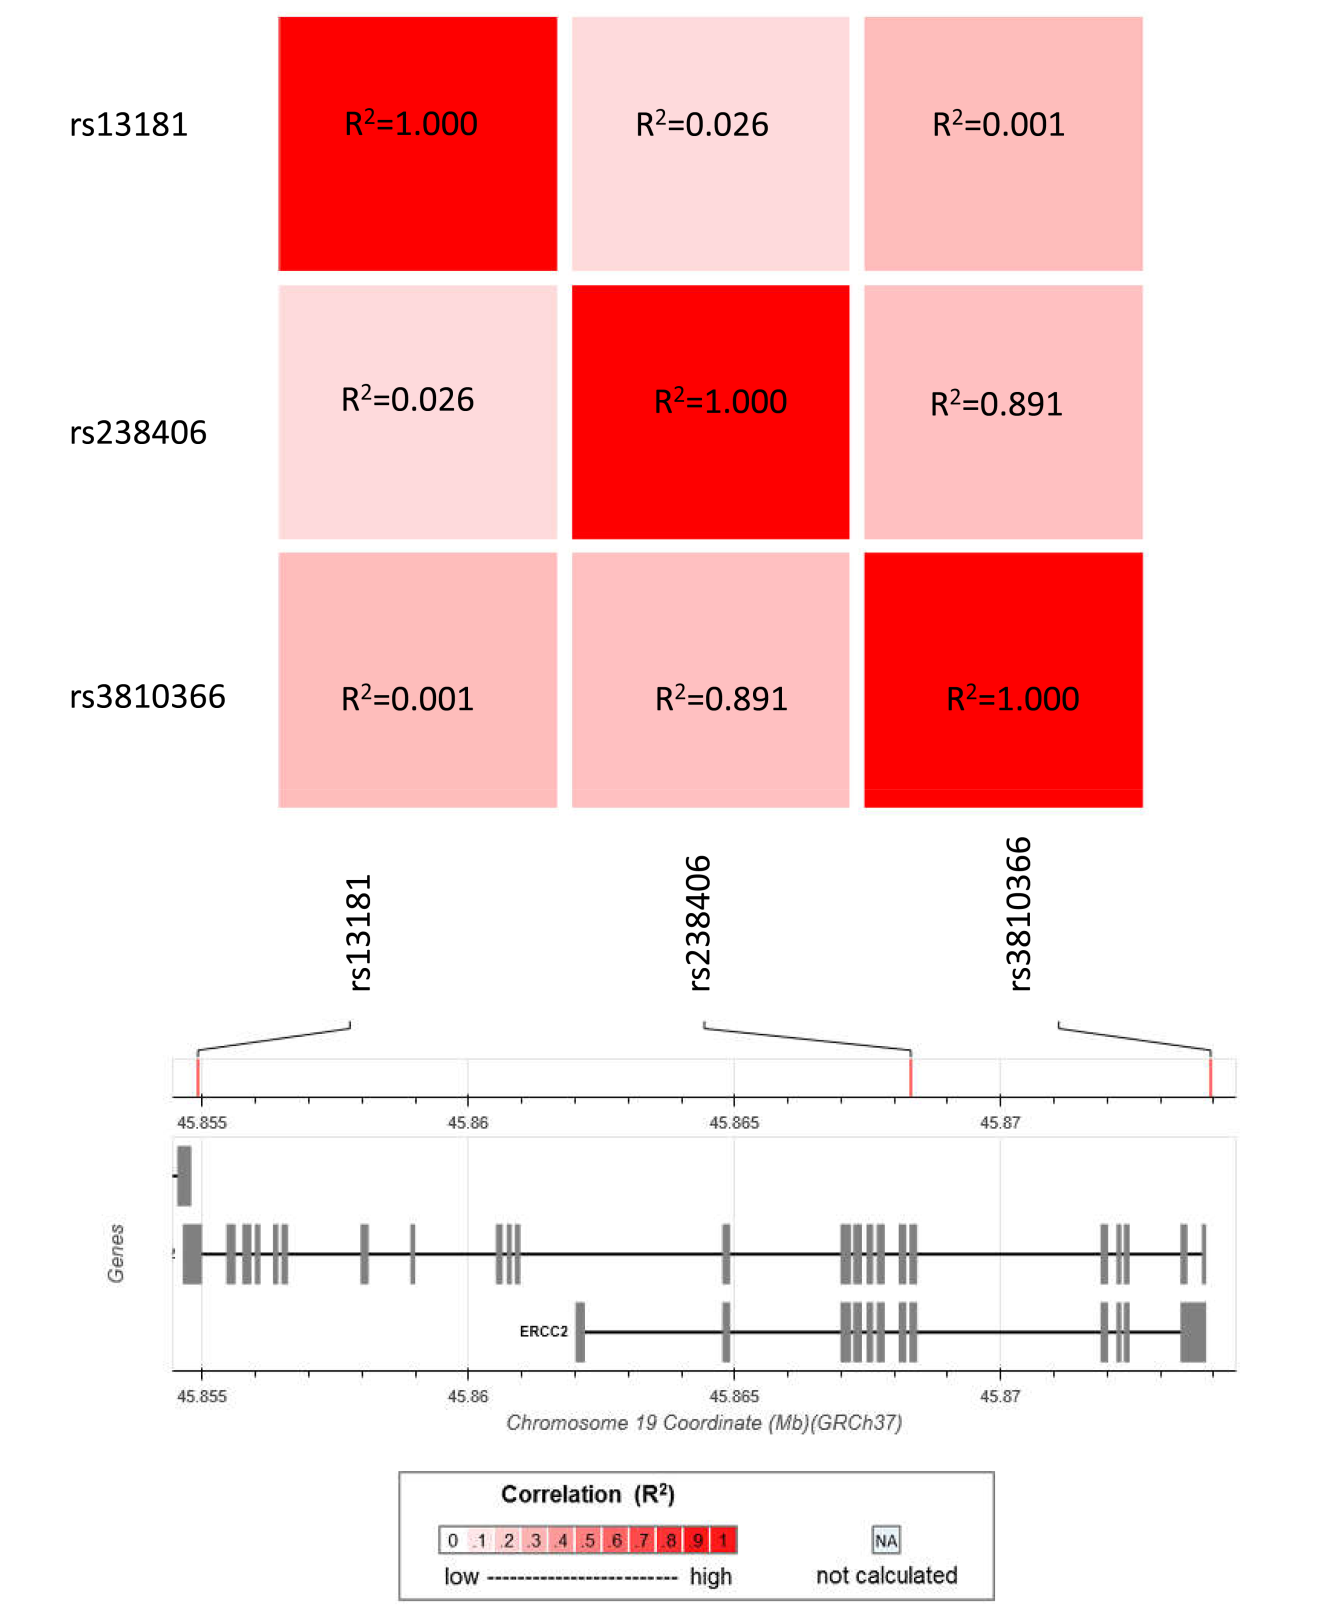 rs13181 R²=1.000 R²=0.026 R²=0.001
rs238406 R²=0.026 R²=1.000 R²=0.891
rs3810366 R²=0.001 R²=0.891 R²=1.000
rs13181 rs238406 rs3810366
45.855 45.86 45.865 45.87
Genes
ERCC2
45.855 45.86 45.865 45.87
Chromosome 19 Coordinate (Mb)(GRCh37)
Correlation (R²)
0 .1 .2 .3 .4 .5 .6 .7 .8 .9 1 NA
low ---------------------- high not calculated